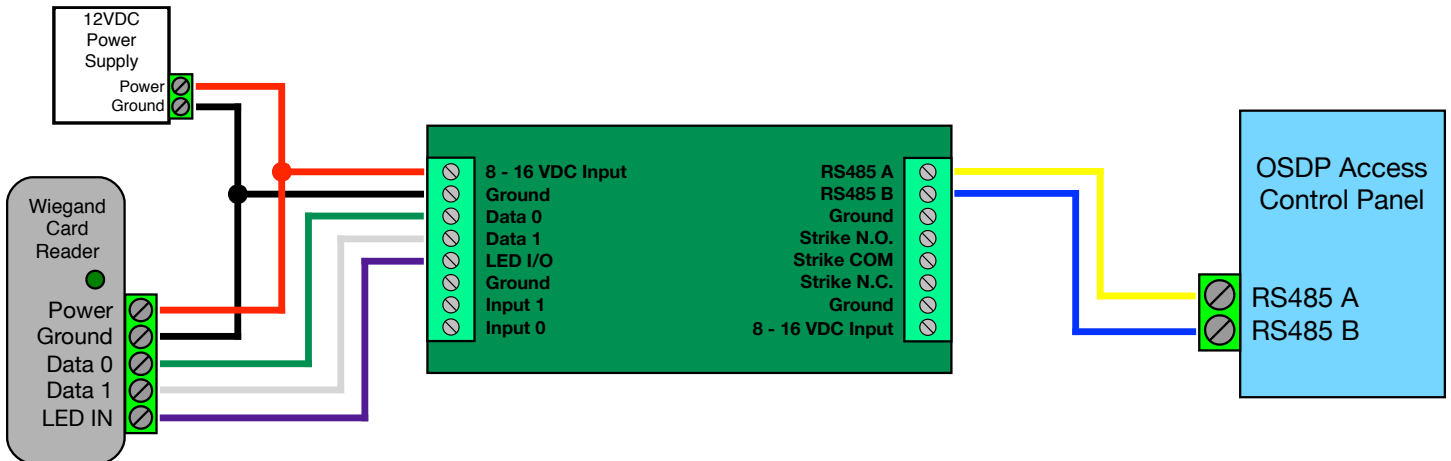 12VDC
Power
Supply
Power
Ground
Wiegand
Card
Reader
Power
Ground
Data 0
Data 1
LED IN
8 - 16 VDC Input
Ground
Data 0
Data 1
LED I/O
Ground
Input 1
Input 0
RS485 A
RS485 B
Ground
Strike N.O.
Strike COM
Strike N.C.
Ground
8 - 16 VDC Input
OSDP Access
Control Panel
RS485 A
RS485 B